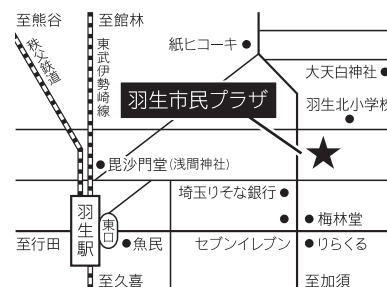 至熊谷
至館林
紙ヒコーキ
秩父鉄道
東武伊勢崎線
大天白神社
羽生市民プラザ
羽生北小学校
毘沙門堂(浅間神社)
埼玉りそな銀行
羽生駅
東口
梅林堂
至行田
魚民
セブンイレブン
りらくる
至久喜
至加須